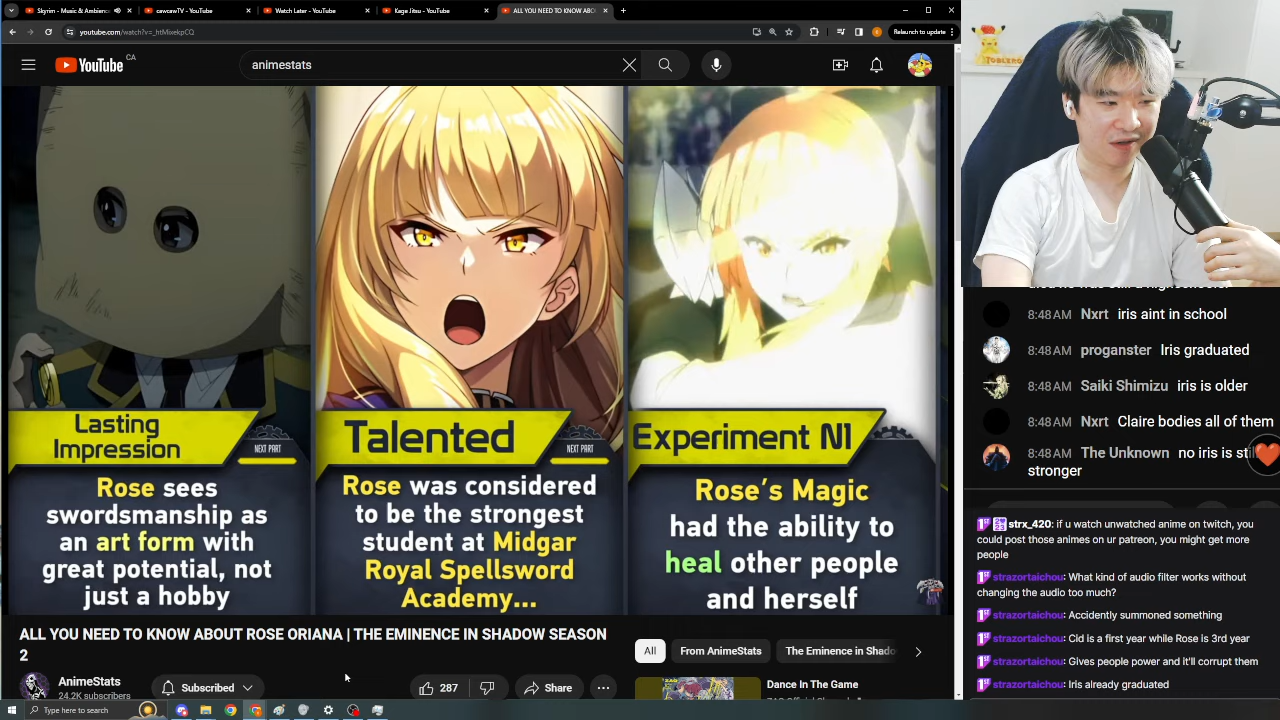 Skyrim - Music & Ambience
cawcawTV - YouTube
Watch Later - YouTube
Kage Jitsu - YouTube
ALL YOU NEED TO KNOW ABO
youtube.com/watch?v=_htMixekpCQ
Relaunch to update
YouTube CA
animestats
TOBLERO
Lasting
Impression
NEXT PART
Rose sees
swordsmanship as
an art form with
great potential, not
just a hobby
Talented
NEXT PART
Rose was considered
to be the strongest
student at Midgar
Royal Spellsword
Academy...
Experiment N1
Rose's Magic
had the ability to
heal other people
and herself
ALL YOU NEED TO KNOW ABOUT ROSE ORIANA | THE EMINENCE IN SHADOW SEASON
2
AnimeStats
24.2K subscribers
Subscribed
287
Share
All
From AnimeStats
The Eminence in Shado
Dance In The Game
8:48 AM Nxrt iris aint in school
8:48 AM proganster Iris graduated
8:48 AM Saiki Shimizu iris is older
8:48 AM Nxrt Claire bodies all of them
8:48 AM The Unknown no iris is still
stronger
strx_420: if u watch unwatched anime on twitch, you
could post those animes on ur patreon, you might get more
people
strazortaichou: What kind of audio filter works without
changing the audio too much?
strazortaichou: Accidently summoned something
strazortaichou: Cid is a first year while Rose is 3rd year
strazortaichou: Gives people power and it'll corrupt them
strazortaichou: Iris already graduated
Type here to search